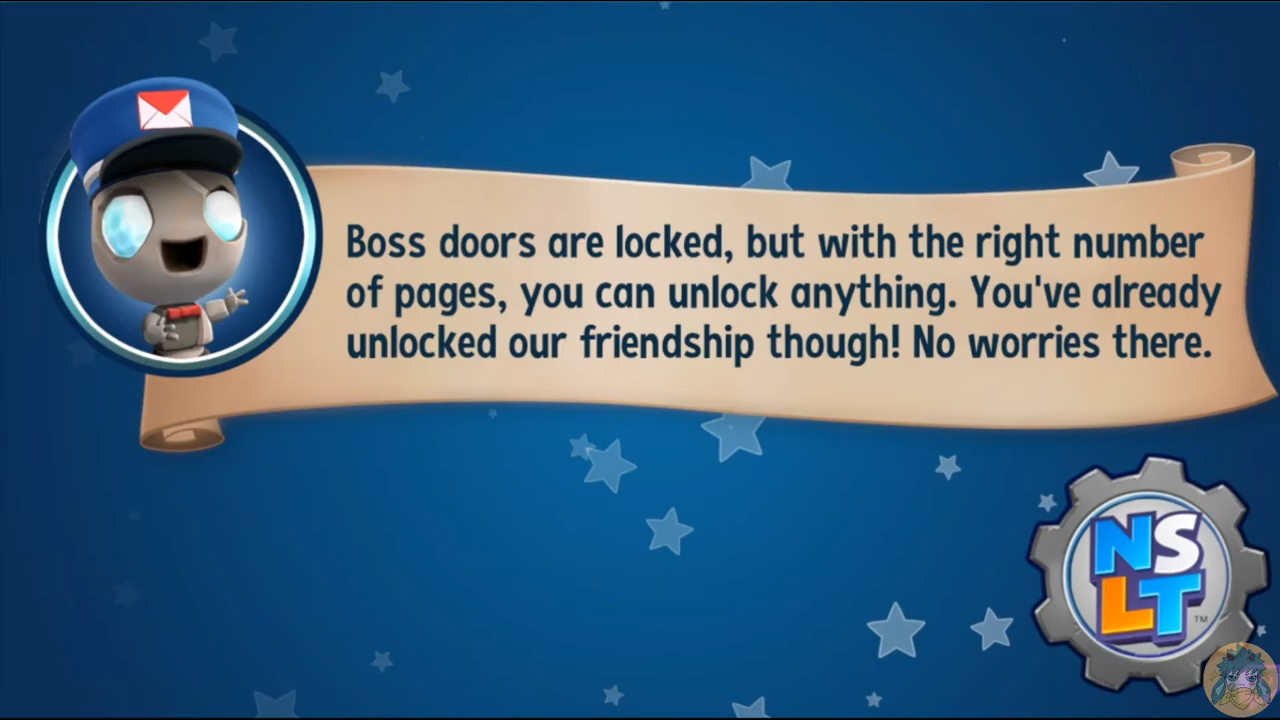 Boss doors are locked, but with the right number
of pages, you can unlock anything. You've already
unlocked our friendship though! No worries there.
NS
LT
TM